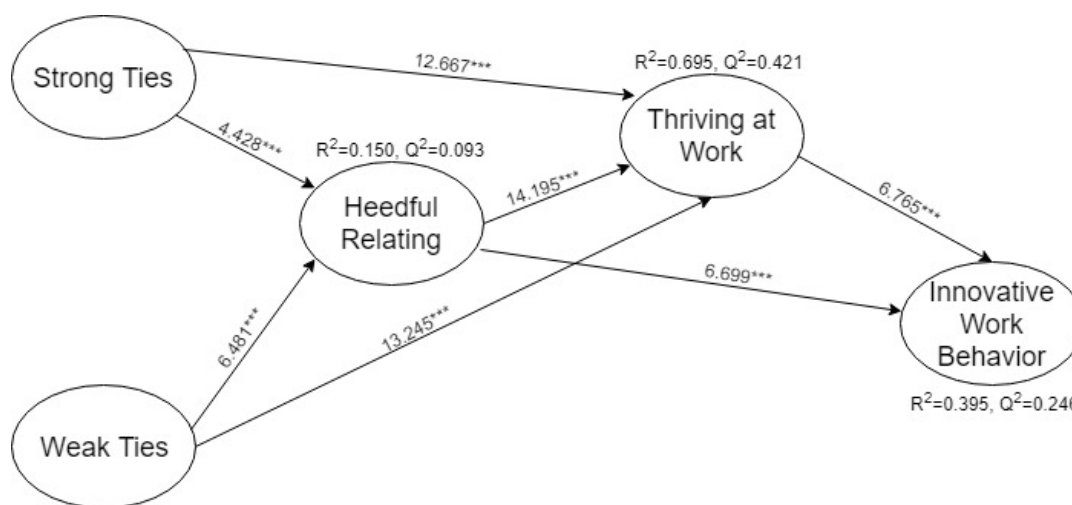 Strong Ties
12.667***
R²=0.695, Q²=0.421
Thriving at
Work
4.428***
R²=0.150, Q²=0.093
Heedful
Relating
14.195***
6.765***
6.699***
Innovative
Work
Behavior
6.481***
13.245***
Weak Ties
R²=0.395, Q²=0.246